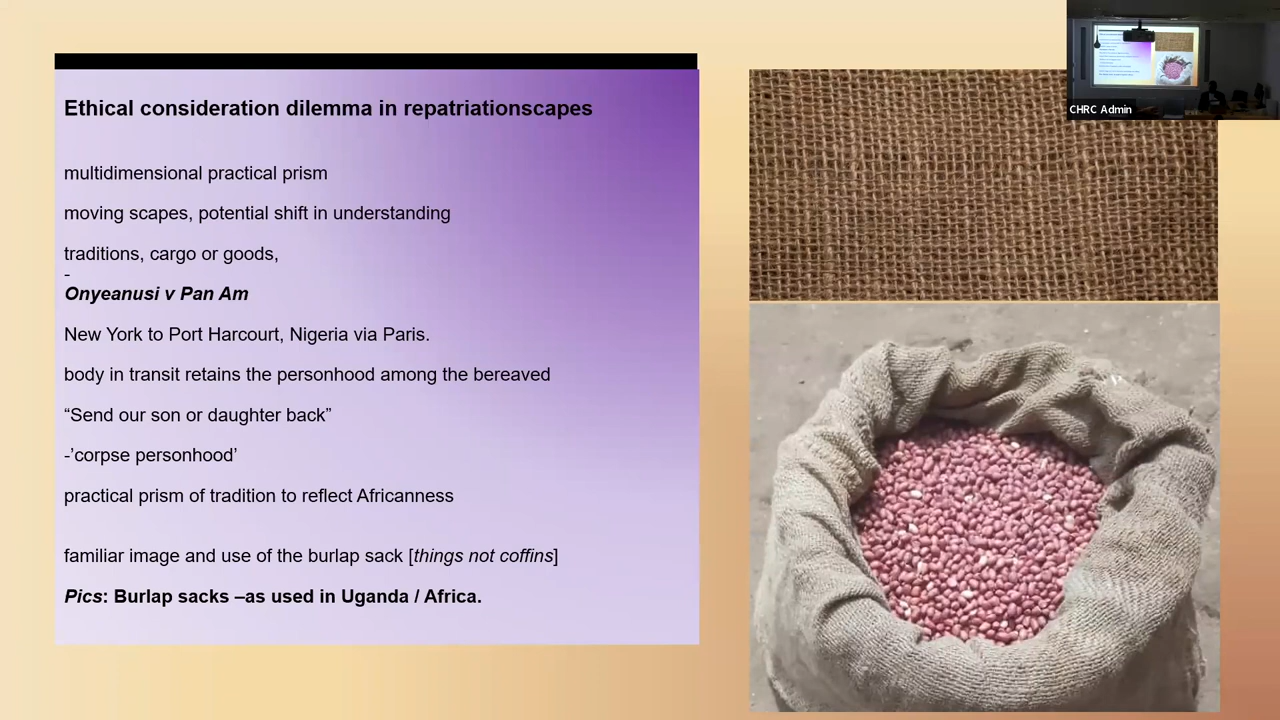 Ethical consideration dilemma in repatriationscapes
multidimensional practical prism
moving scapes, potential shift in understanding
traditions, cargo or goods,
-
Onyeanusi v Pan Am
New York to Port Harcourt, Nigeria via Paris.
body in transit retains the personhood among the bereaved
“Send our son or daughter back”
-’corpse personhood’
practical prism of tradition to reflect Africanness
familiar image and use of the burlap sack [things not coffins]
Pics: Burlap sacks –as used in Uganda / Africa.
CHRC Admin